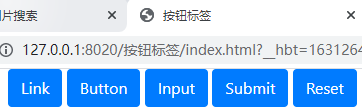 片搜索 × 按钮标签 ×
127.0.0.1:8020/按钮标签/index.html?__hbt=1631264
Link Button Input Submit Reset